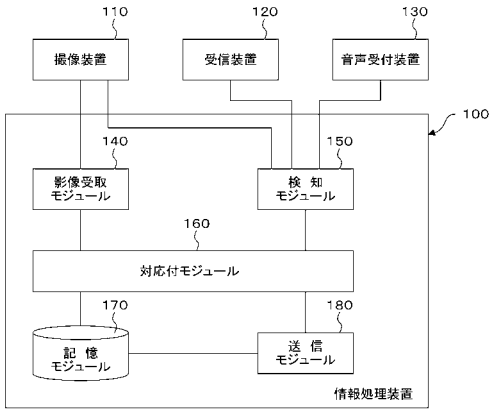 110
120
130
撮像装置
受信装置
音声受付装置
100
140
150
影像受取
モジュール
検 知
モジュール
160
対応付モジュール
170
180
記 憶
モジュール
送 信
モジュール
情報処理装置